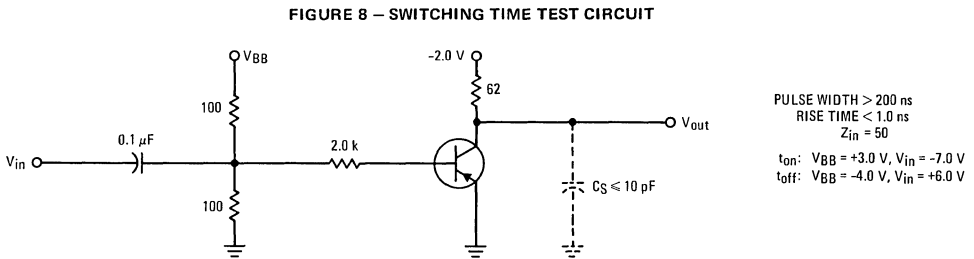 FIGURE 8 — SWITCHING TIME TEST CIRCUIT
VBB
-2.0 V
62
100
PULSE WIDTH > 200 ns
RISE TIME < 1.0 ns
Zin = 50
Vout
0.1 µF
2.0 k
Vin
ton: VBB = +3.0 V, Vin = -7.0 V
toff: VBB = -4.0 V, Vin = +6.0 V
CS ≤ 10 pF
100